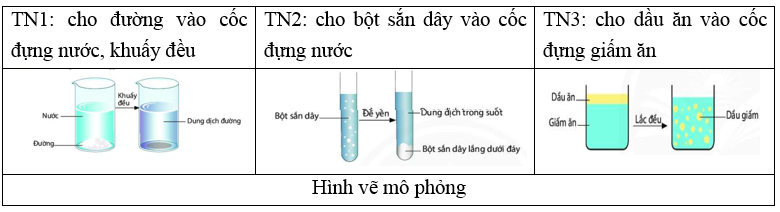 TN1: cho đường vào cốc
đựng nước, khuấy đều
TN2: cho bột sắn dây vào cốc
đựng nước
TN3: cho dầu ăn vào cốc
đựng giấm ăn
Khuấy
đều
Nước
Đường
Dung dịch đường
Bột sắn dây
Để yên
Dung dịch trong suốt
Bột sắn dây lắng dưới đáy
Dầu ăn
Giấm ăn
Lắc đều
Dầu giấm
Hình vẽ mô phỏng